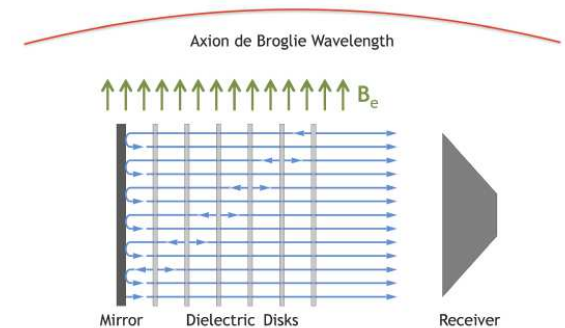 Axion de Broglie Wavelength
Be
Mirror Dielectric Disks Receiver